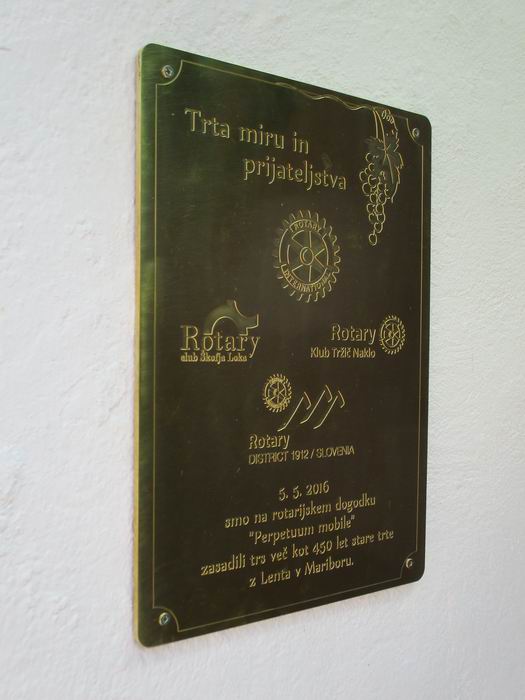 Trta miru in
prijateljstva
ROTARY
INTERNATIONAL
Rotary
club Škofja Loka
Rotary
Klub Tržič Naklo
Rotary
DISTRICT 1912 / SLOVENIA
5. 5. 2016
smo na rotarijskem dogodku
"Perpetuum mobile"
zasadili trs več kot 450 let stare trte
z Lenta v Mariboru.